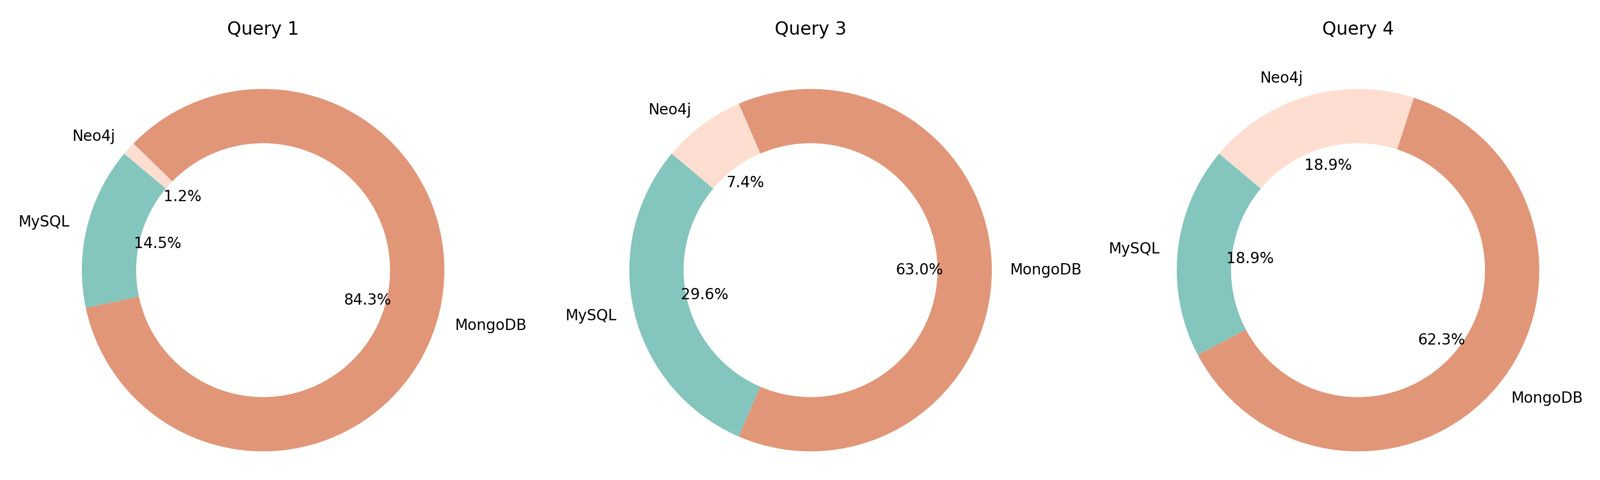 Query 1
Neo4j
1.2%
MySQL
14.5%
84.3%
MongoDB
Query 3
Neo4j
7.4%
63.0%
MongoDB
29.6%
MySQL
Query 4
Neo4j
18.9%
MySQL
18.9%
62.3%
MongoDB